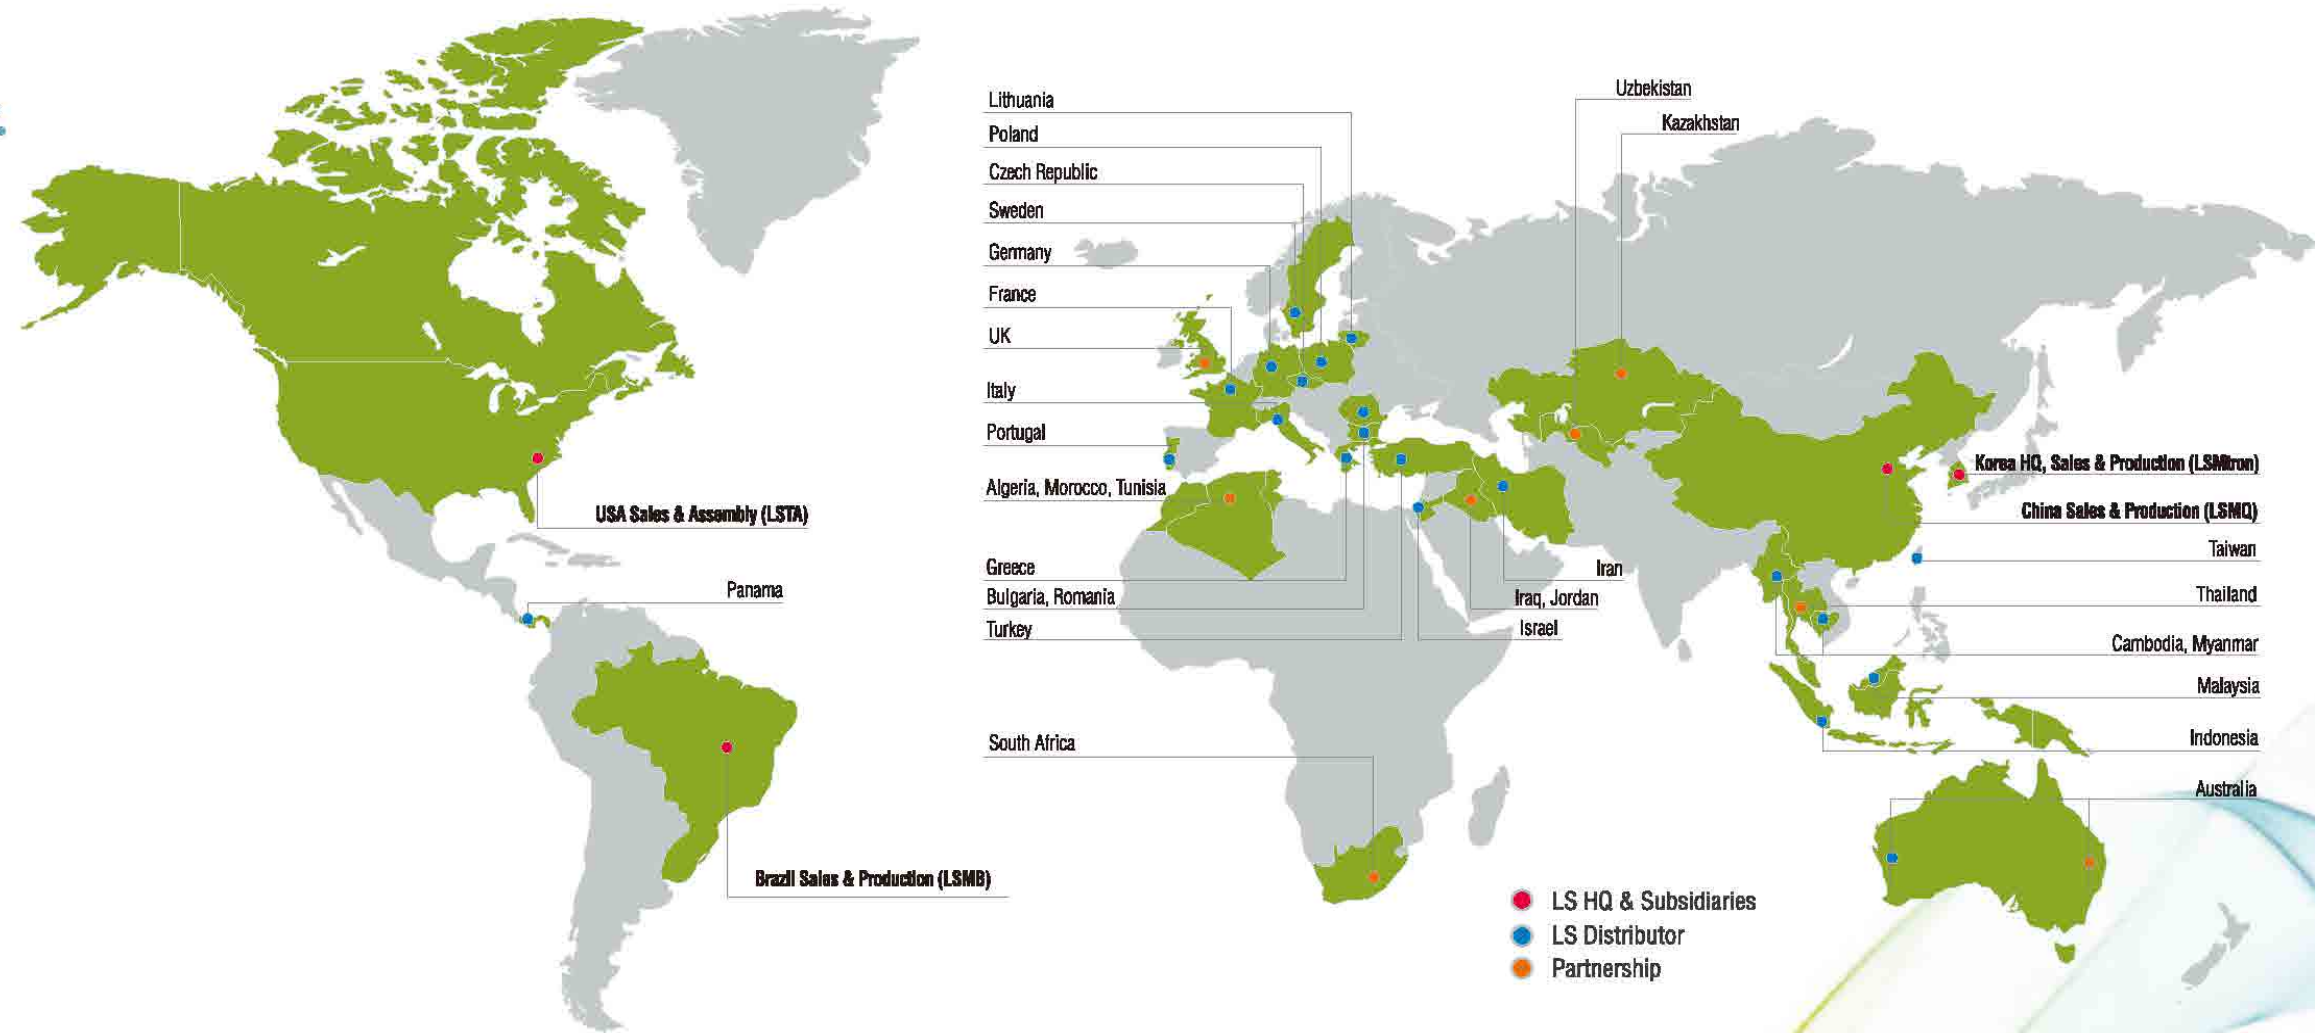 Lithuania
Poland
Czech Republic
Sweden
Germany
France
UK
Italy
Portugal
Algeria, Morocco, Tunisia
Greece
Bulgaria, Romania
Turkey
South Africa
Uzbekistan
Kazakhstan
Iran
Iraq, Jordan
Israel
USA Sales & Assembly (LSTA)
Panama
Brazil Sales & Production (LSMB)
Korea HQ, Sales & Production (LSMtron)
China Sales & Production (LSMQ)
Taiwan
Thailand
Cambodia, Myanmar
Malaysia
Indonesia
Australia
LS HQ & Subsidiaries
LS Distributor
Partnership